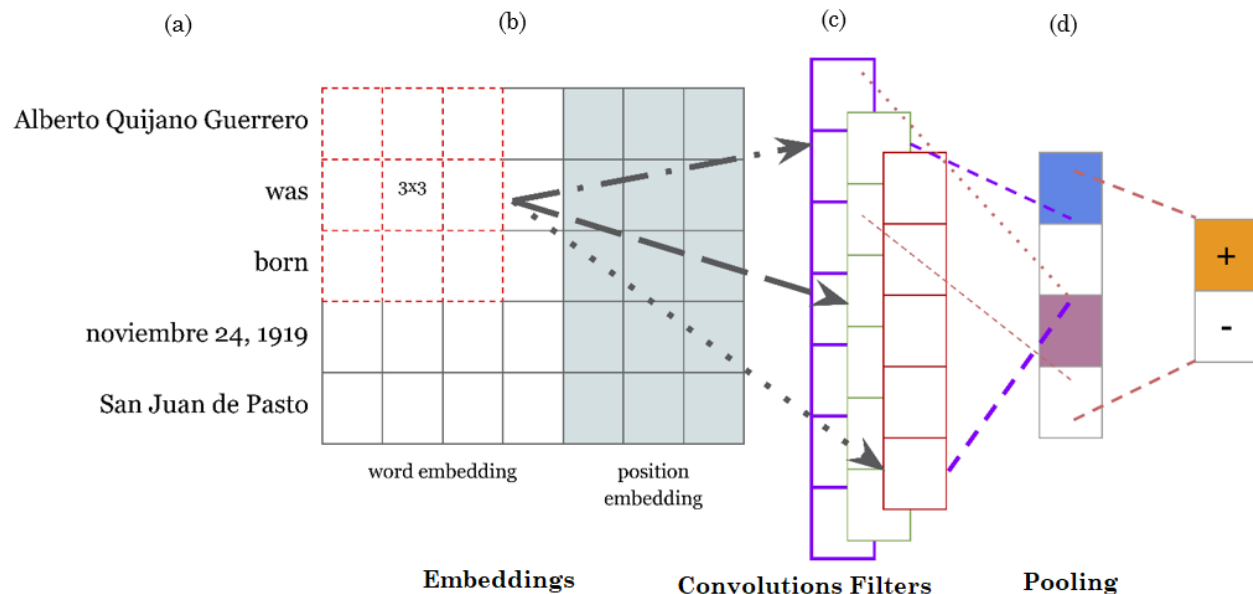 (a) (b) (c) (d)
Alberto Quijano Guerrero
was
3x3
born
noviembre 24, 1919
San Juan de Pasto
+
-
word embedding
position
embedding
Embeddings
Convolutions Filters
Pooling